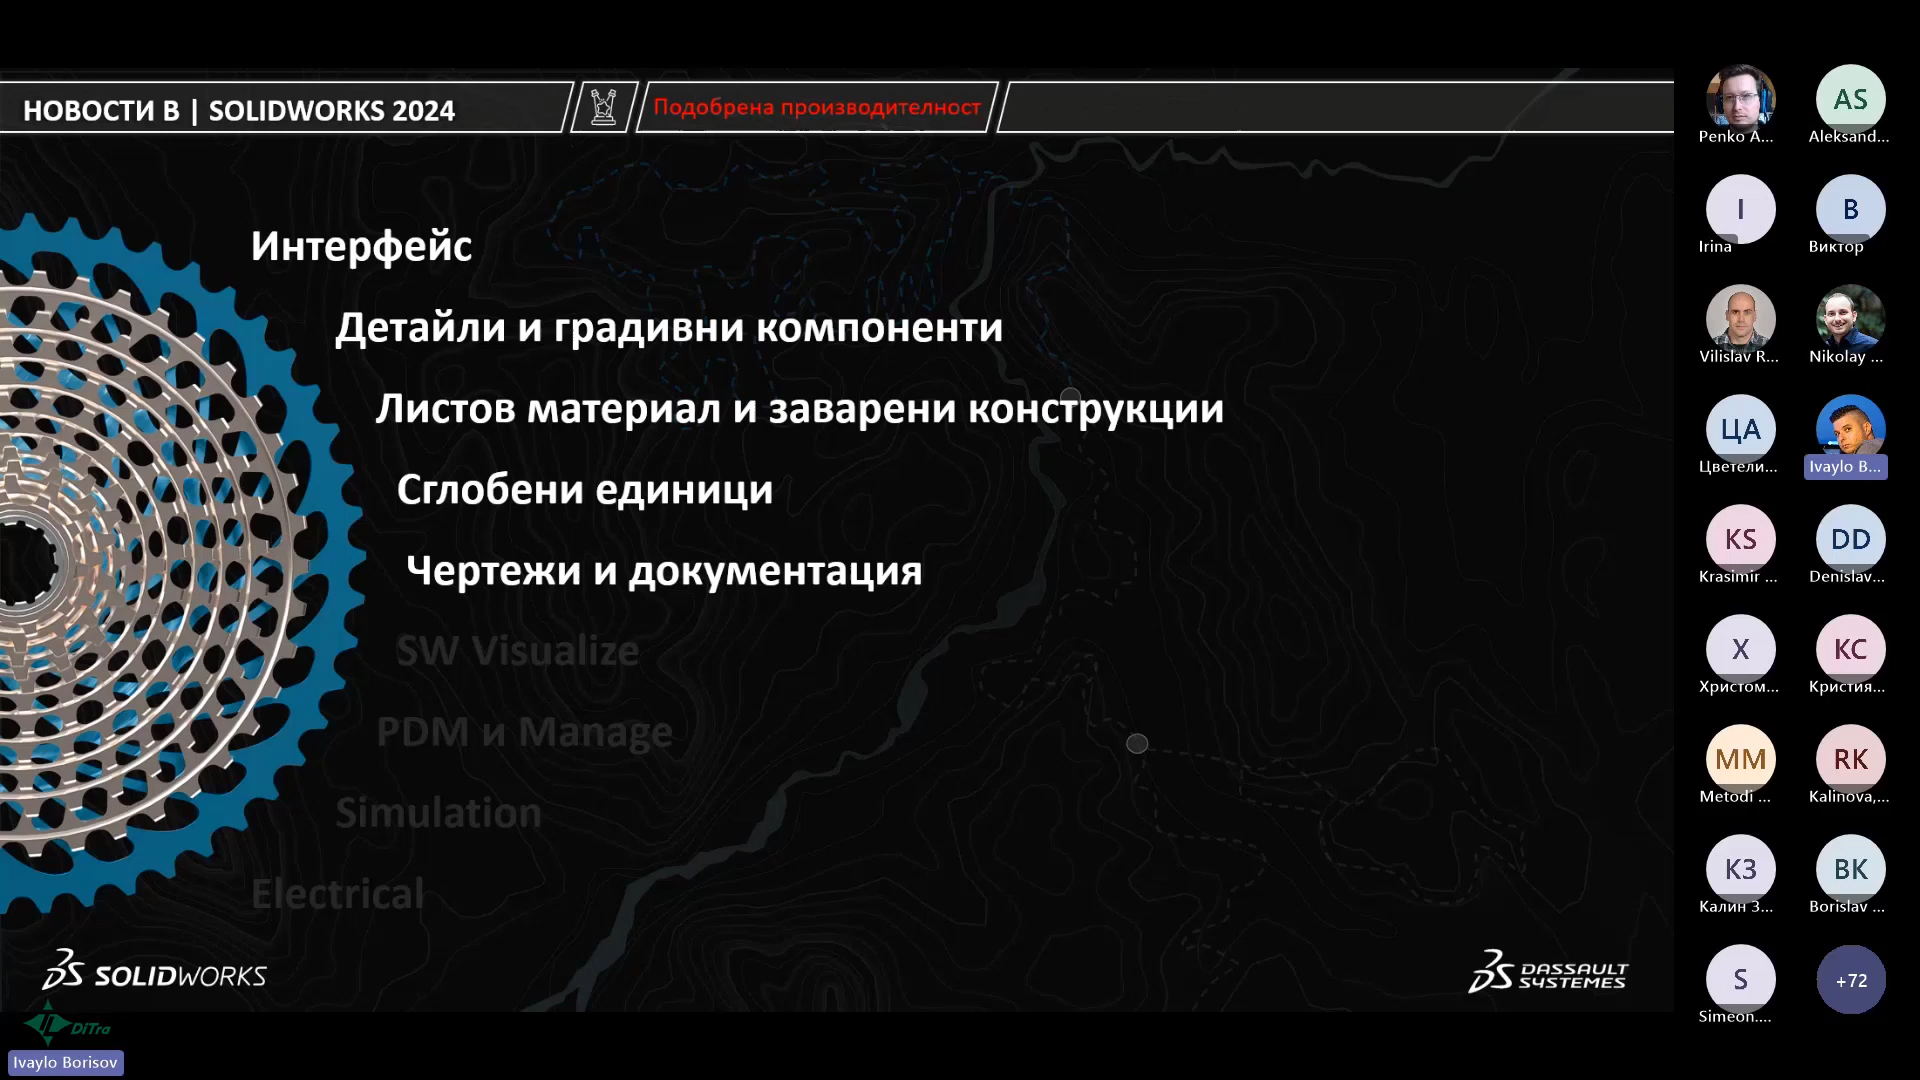 НОВОСТИ В | SOLIDWORKS 2024
Подобрена производителност
Интерфейс
Детайли и градивни компоненти
Листов материал и заварени конструкции
Сглобени единици
Чертежи и документация
SW Visualize
PDM и Manage
Simulation
Electrical
SOLIDWORKS
DASSAULT
SYSTEMES
DiTra
Ivaylo Borisov
AS
Penko A...
Aleksand...
I
В
Irina
Виктор
Vilislav R...
Nikolay ...
ЦА
Цветели...
Ivaylo B...
KS
DD
Krasimir ...
Denislav...
Х
КС
Христом...
Кристия...
MM
RK
Metodi ...
Kalinova,...
КЗ
BK
Калин З...
Borislav ...
S
+72
Simeon....